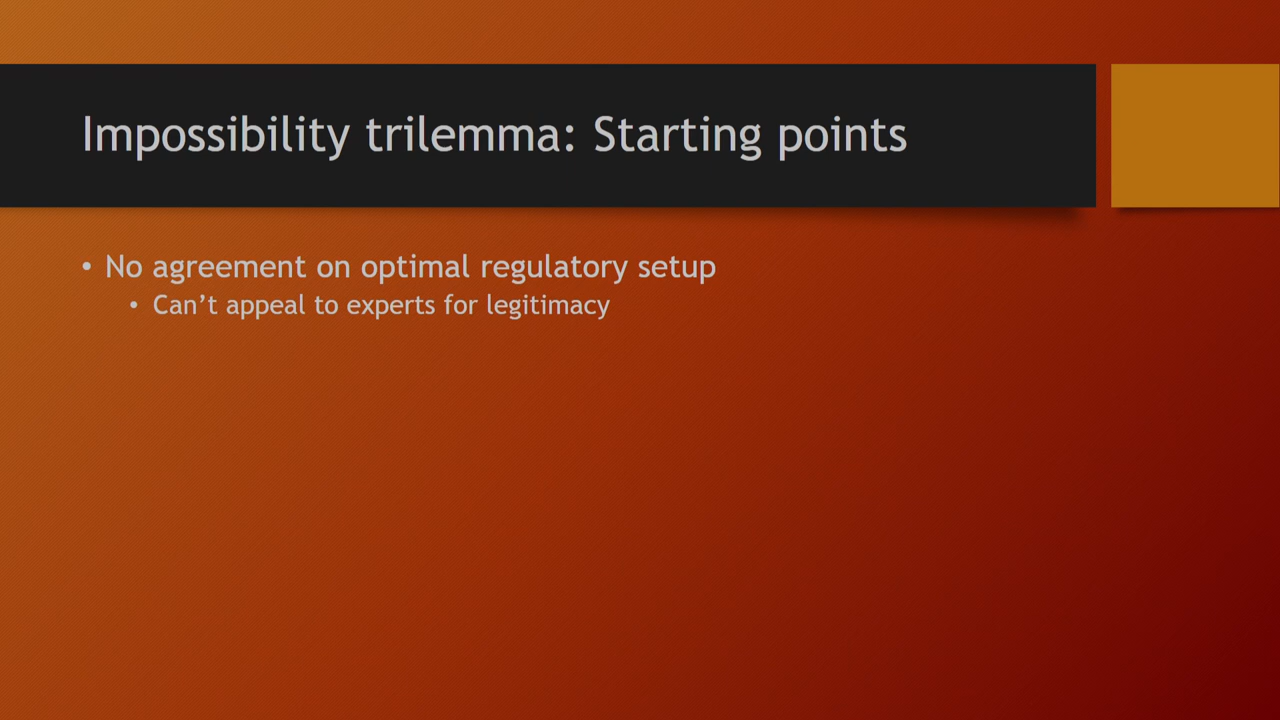 Impossibility trilemma: Starting points
• No agreement on optimal regulatory setup
• Can’t appeal to experts for legitimacy